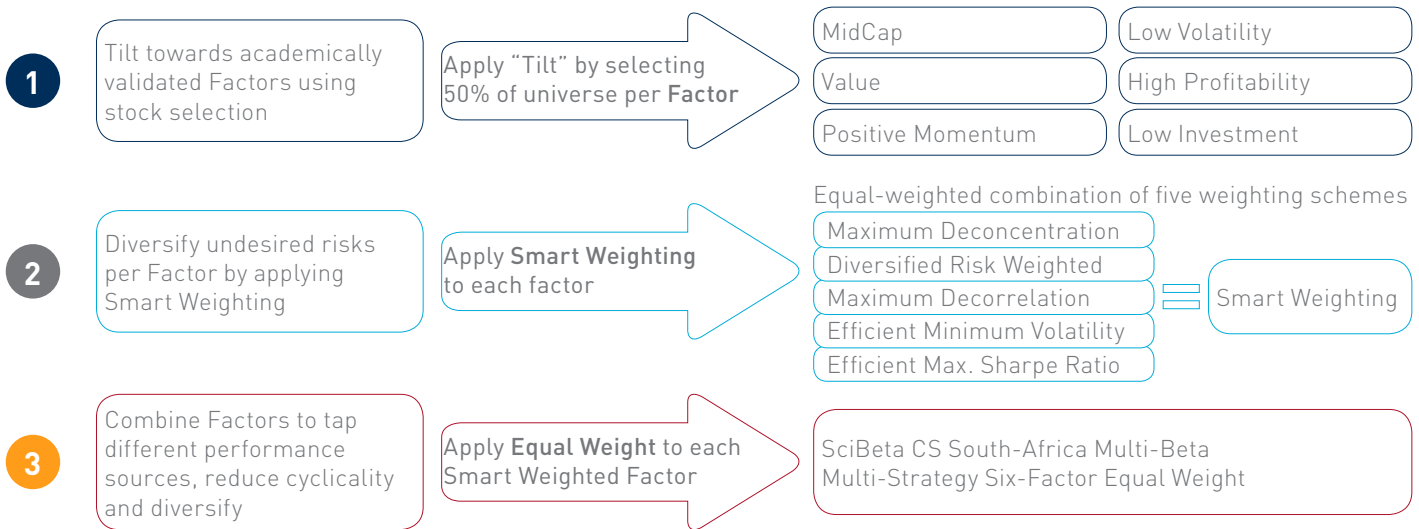 1
Tilt towards academically
validated Factors using
stock selection
Apply “Tilt” by selecting
50% of universe per Factor
MidCap
Low Volatility
Value
High Profitability
Positive Momentum
Low Investment
2
Diversify undesired risks
per Factor by applying
Smart Weighting
Apply Smart Weighting
to each factor
Equal-weighted combination of five weighting schemes
Maximum Deconcentration
Diversified Risk Weighted
Maximum Decorrelation
Efficient Minimum Volatility
Efficient Max. Sharpe Ratio
=
Smart Weighting
3
Combine Factors to tap
different performance
sources, reduce cyclicality
and diversify
Apply Equal Weight to each
Smart Weighted Factor
SciBeta CS South-Africa Multi-Beta
Multi-Strategy Six-Factor Equal Weight